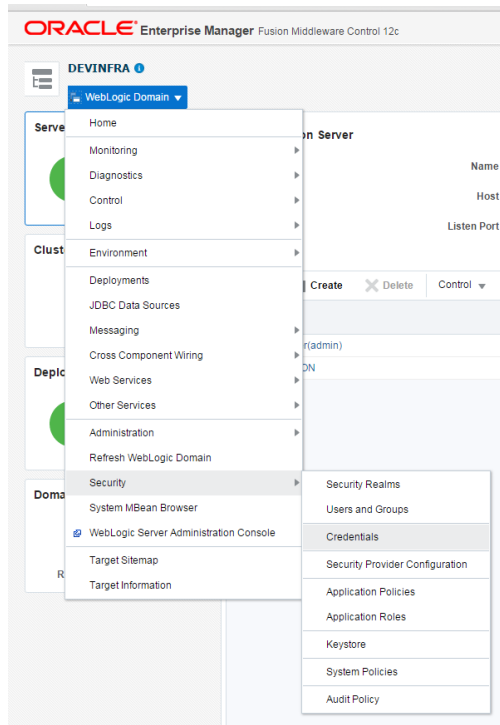 ORACLE Enterprise Manager Fusion Middleware Control 12c
DEVINFRA
WebLogic Domain
Home
Monitoring
Diagnostics
Control
Logs
Environment
Deployments
JDBC Data Sources
Messaging
Cross Component Wiring
Web Services
Other Services
Administration
Refresh WebLogic Domain
Security
System MBean Browser
WebLogic Server Administration Console
Target Sitemap
Target Information
Security Realms
Users and Groups
Credentials
Security Provider Configuration
Application Policies
Application Roles
Keystore
System Policies
Audit Policy
Serve
on Server
Name
Host
Listen Port
Clust
Create Delete Control
r(admin)
ON
Deplo
Doma
R